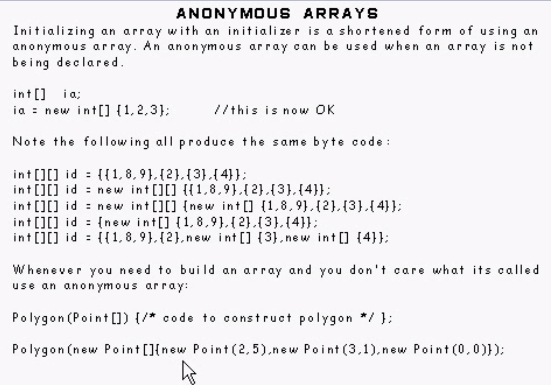 ANONYMOUS ARRAYS
Initializing an array with an initializer is a shortened form of using an
anonymous array. An anonymous array can be used when an array is not
being declared.
int[] ia;
ia = new int[] {1,2,3}; //this is now OK
Note the following all produce the same byte code:
int[][] id = {{1,8,9},{2},{3},{4}};
int[][] id = new int[][] {{1,8,9},{2},{3},{4}};
int[][] id = new int[][] {new int[] {1,8,9},{2},{3},{4}};
int[][] id = {new int[] {1,8,9},{2},{3},{4}};
int[][] id = {{1,8,9},{2},new int[] {3},new int[] {4}};
Whenever you need to build an array and you don't care what its called
use an anonymous array:
Polygon(Point[]) {/* code to construct polygon */ };
Polygon(new Point[]{new Point(2,5),new Point(3,1),new Point(0,0)});